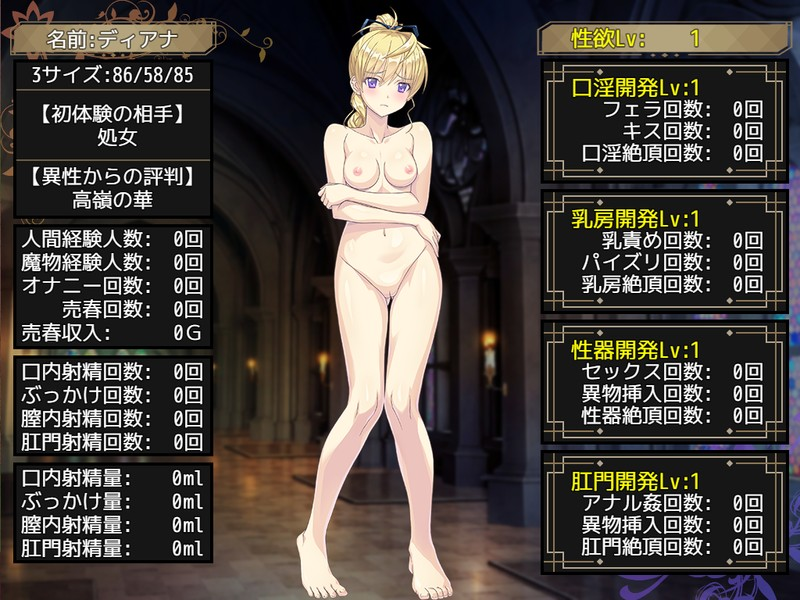 名前:ディアナ
3サイズ:86/58/85
【初体験の相手】
処女
【異性からの評判】
高嶺の華
人間経験人数: 0回
魔物経験人数: 0回
オナニー回数: 0回
売春回数: 0回
売春収入: 0G
口内射精回数: 0回
ぶっかけ回数: 0回
膣内射精回数: 0回
肛門射精回数: 0回
口内射精量: 0ml
ぶっかけ量: 0ml
膣内射精量: 0ml
肛門射精量: 0ml
性欲Lv: 1
口淫開発Lv:1
フェラ回数: 0回
キス回数: 0回
口淫絶頂回数: 0回
乳房開発Lv:1
乳責め回数: 0回
パイズリ回数: 0回
乳房絶頂回数: 0回
性器開発Lv:1
セックス回数: 0回
異物挿入回数: 0回
性器絶頂回数: 0回
肛門開発Lv:1
アナル姦回数: 0回
異物挿入回数: 0回
肛門絶頂回数: 0回